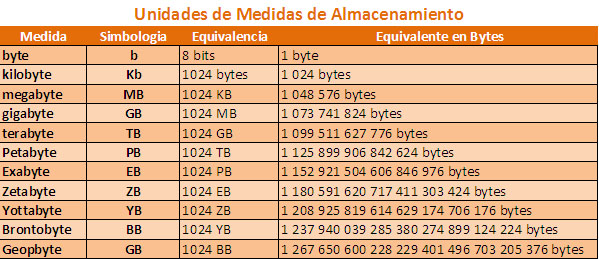 Unidades de Medidas de Almacenamiento
Medida Simbologia Equivalencia Equivalente en Bytes
byte b 8 bits 1 byte
kilobyte Kb 1024 bytes 1 024 bytes
megabyte MB 1024 KB 1 048 576 bytes
gigabyte GB 1024 MB 1 073 741 824 bytes
terabyte TB 1024 GB 1 099 511 627 776 bytes
Petabyte PB 1024 TB 1 125 899 906 842 624 bytes
Exabyte EB 1024 PB 1 152 921 504 606 846 976 bytes
Zetabyte ZB 1024 EB 1 180 591 620 717 411 303 424 bytes
Yottabyte YB 1024 ZB 1 208 925 819 614 629 174 706 176 bytes
Brontobyte BB 1024 YB 1 237 940 039 285 380 274 899 124 224 bytes
Geopbyte GB 1024 BB 1 267 650 600 228 229 401 496 703 205 376 bytes